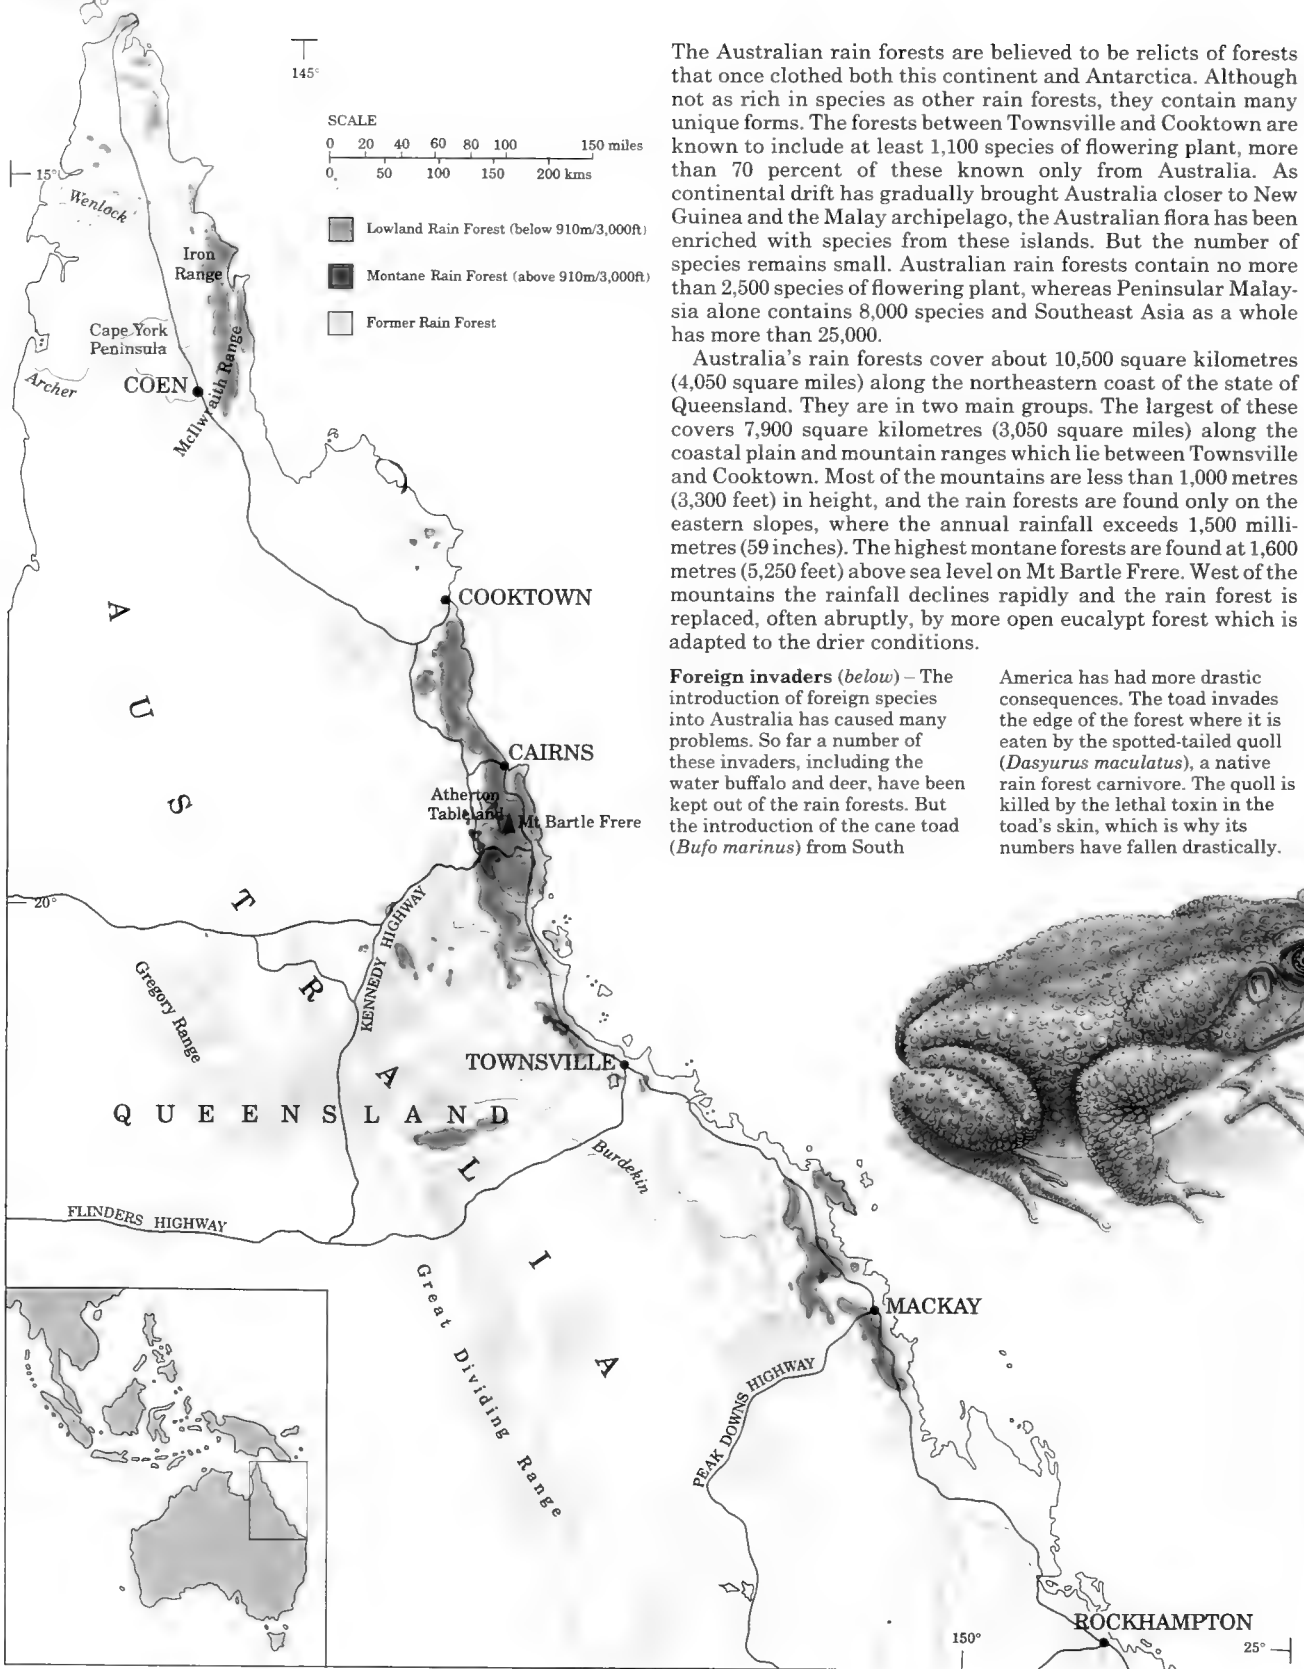 The Australian rain forests are believed to be relicts of forests
that once clothed both this continent and Antarctica. Although
not as rich in species as other rain forests, they contain many
unique forms. The forests between Townsville and Cooktown are
known to include at least 1,100 species of flowering plant, more
than 70 percent of these known only from Australia. As
continental drift has gradually brought Australia closer to New
Guinea and the Malay archipelago, the Australian flora has been
enriched with species from these islands. But the number of
species remains small. Australian rain forests contain no more
than 2,500 species of flowering plant, whereas Peninsular Malay-
sia alone contains 8,000 species and Southeast Asia as a whole
has more than 25,000.
Australia's rain forests cover about 10,500 square kilometres
(4,050 square miles) along the northeastern coast of the state of
Queensland. They are in two main groups. The largest of these
covers 7,900 square kilometres (3,050 square miles) along the
coastal plain and mountain ranges which lie between Townsville
and Cooktown. Most of the mountains are less than 1,000 metres
(3,300 feet) in height, and the rain forests are found only on the
eastern slopes, where the annual rainfall exceeds 1,500 milli-
metres (59 inches). The highest montane forests are found at 1,600
metres (5,250 feet) above sea level on Mt Bartle Frere. West of the
mountains the rainfall declines rapidly and the rain forest is
replaced, often abruptly, by more open eucalypt forest which is
adapted to the drier conditions.
Foreign invaders (below) – The
introduction of foreign species
into Australia has caused many
problems. So far a number of
these invaders, including the
water buffalo and deer, have been
kept out of the rain forests. But
the introduction of the cane toad
(Bufo marinus) from South
America has had more drastic
consequences. The toad invades
the edge of the forest where it is
eaten by the spotted-tailed quoll
(Dasyurus maculatus), a native
rain forest carnivore. The quoll is
killed by the lethal toxin in the
toad's skin, which is why its
numbers have fallen drastically.
145°
SCALE
0 20 40 60 80 100 150 miles
0 50 100 150 200 kms
Lowland Rain Forest (below 910m/3,000ft)
Montane Rain Forest (above 910m/3,000ft)
Former Rain Forest
15°
Wenlock
Iron
Range
Cape York
Peninsula
Archer
COEN
McIlwraith Range
COOKTOWN
CAIRNS
Atherton
Tableland
Mt Bartle Frere
AUSTRALIA
20°
KENNEDY HIGHWAY
Gregory Range
TOWNSVILLE
QUEENSLAND
Burdekin
FLINDERS HIGHWAY
Great Dividing Range
MACKAY
PEAK DOWNS HIGHWAY
ROCKHAMPTON
150°
25°